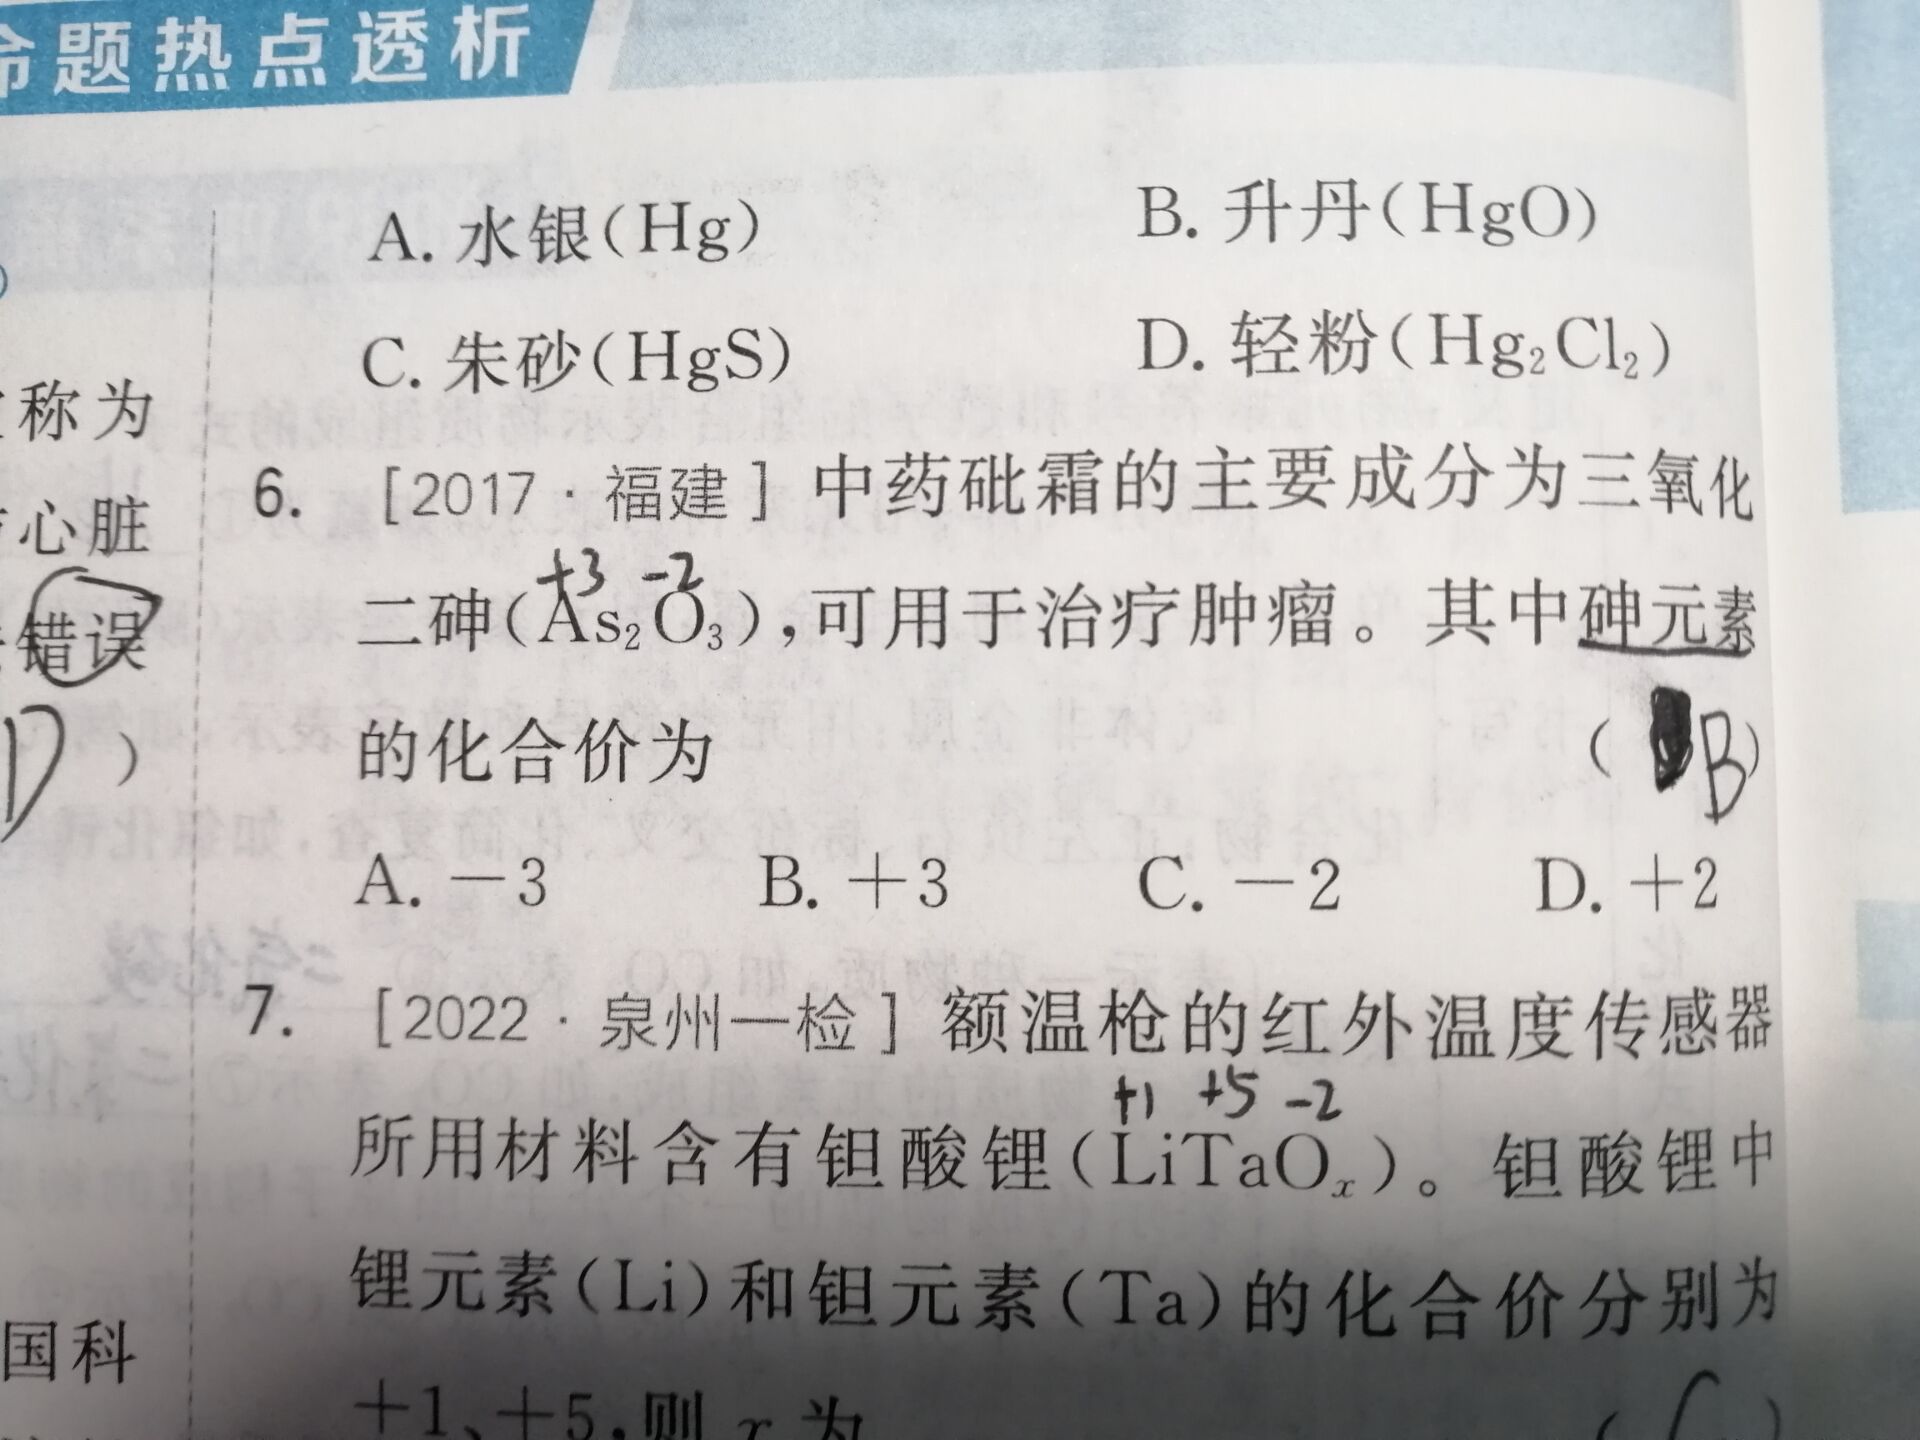 命题热点透析
A. 水银(Hg)
B. 升丹(HgO)
C. 朱砂(HgS)
D. 轻粉(Hg₂Cl₂)
称为
心脏
错误
D )
国科
6. [2017·福建] 中药砒霜的主要成分为三氧化
+3 -2
二砷(As₂O₃),可用于治疗肿瘤。其中砷元素
的化合价为 ( B)
A. －3 B. ＋3 C. －2 D. ＋2
7. [2022·泉州一检] 额温枪的红外温度传感器
+1 +5 -2
所用材料含有钽酸锂(LiTaOₓ)。钽酸锂中
锂元素(Li)和钽元素(Ta)的化合价分别为
＋1、＋5,则 x 为 ( )